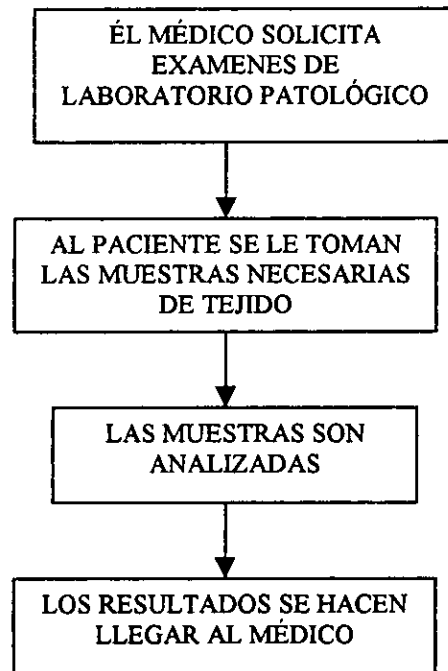 ÉL MÉDICO SOLICITA
EXAMENES DE
LABORATORIO PATOLÓGICO
AL PACIENTE SE LE TOMAN
LAS MUESTRAS NECESARIAS
DE TEJIDO
LAS MUESTRAS SON
ANALIZADAS
LOS RESULTADOS SE HACEN
LLEGAR AL MÉDICO